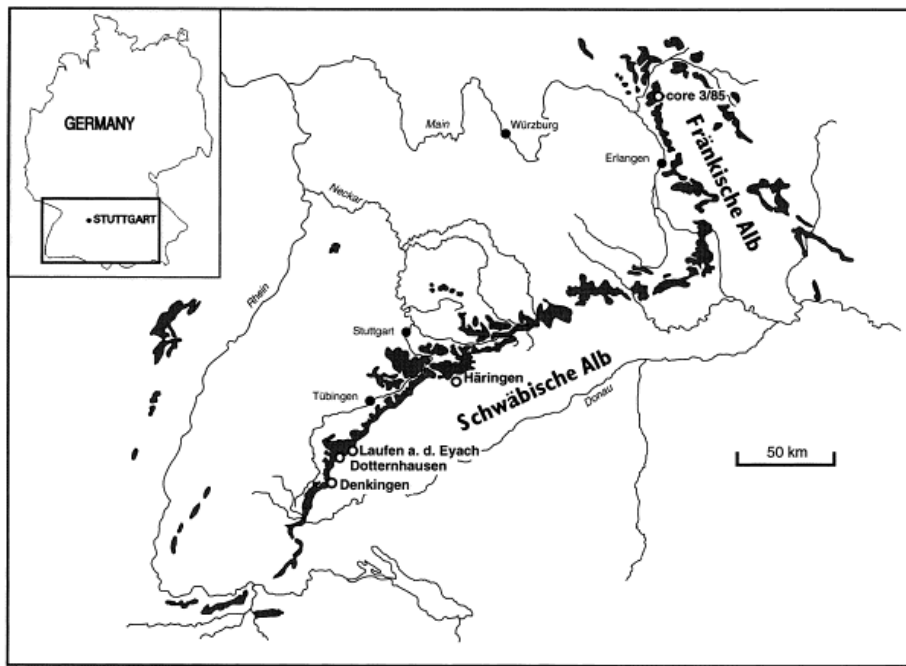 GERMANY
STUTTGART
core 3/85
Main
Würzburg
Erlangen
Fränkische Alb
Neckar
Rhein
Stuttgart
Häringen
Schwäbische Alb
Tübingen
Donau
Laufen a. d. Eyach
Dotternhausen
50 km
Denkingen